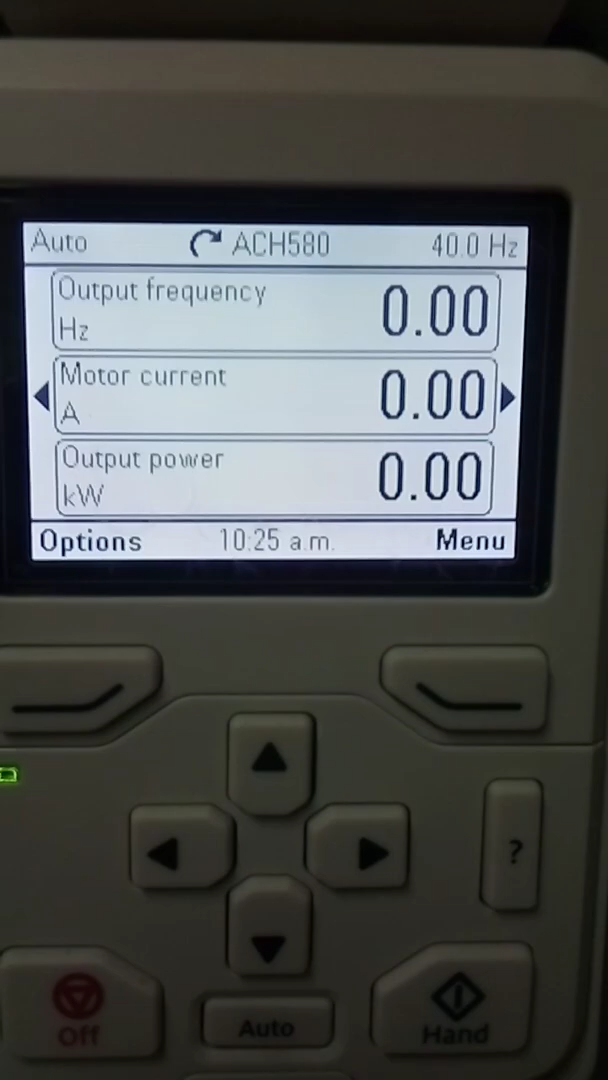 Auto ACH580 40.0 Hz
Output frequency
Hz 0.00
Motor current
A 0.00
Output power
kW 0.00
Options 10:25 a.m. Menu
?
Off Auto Hand